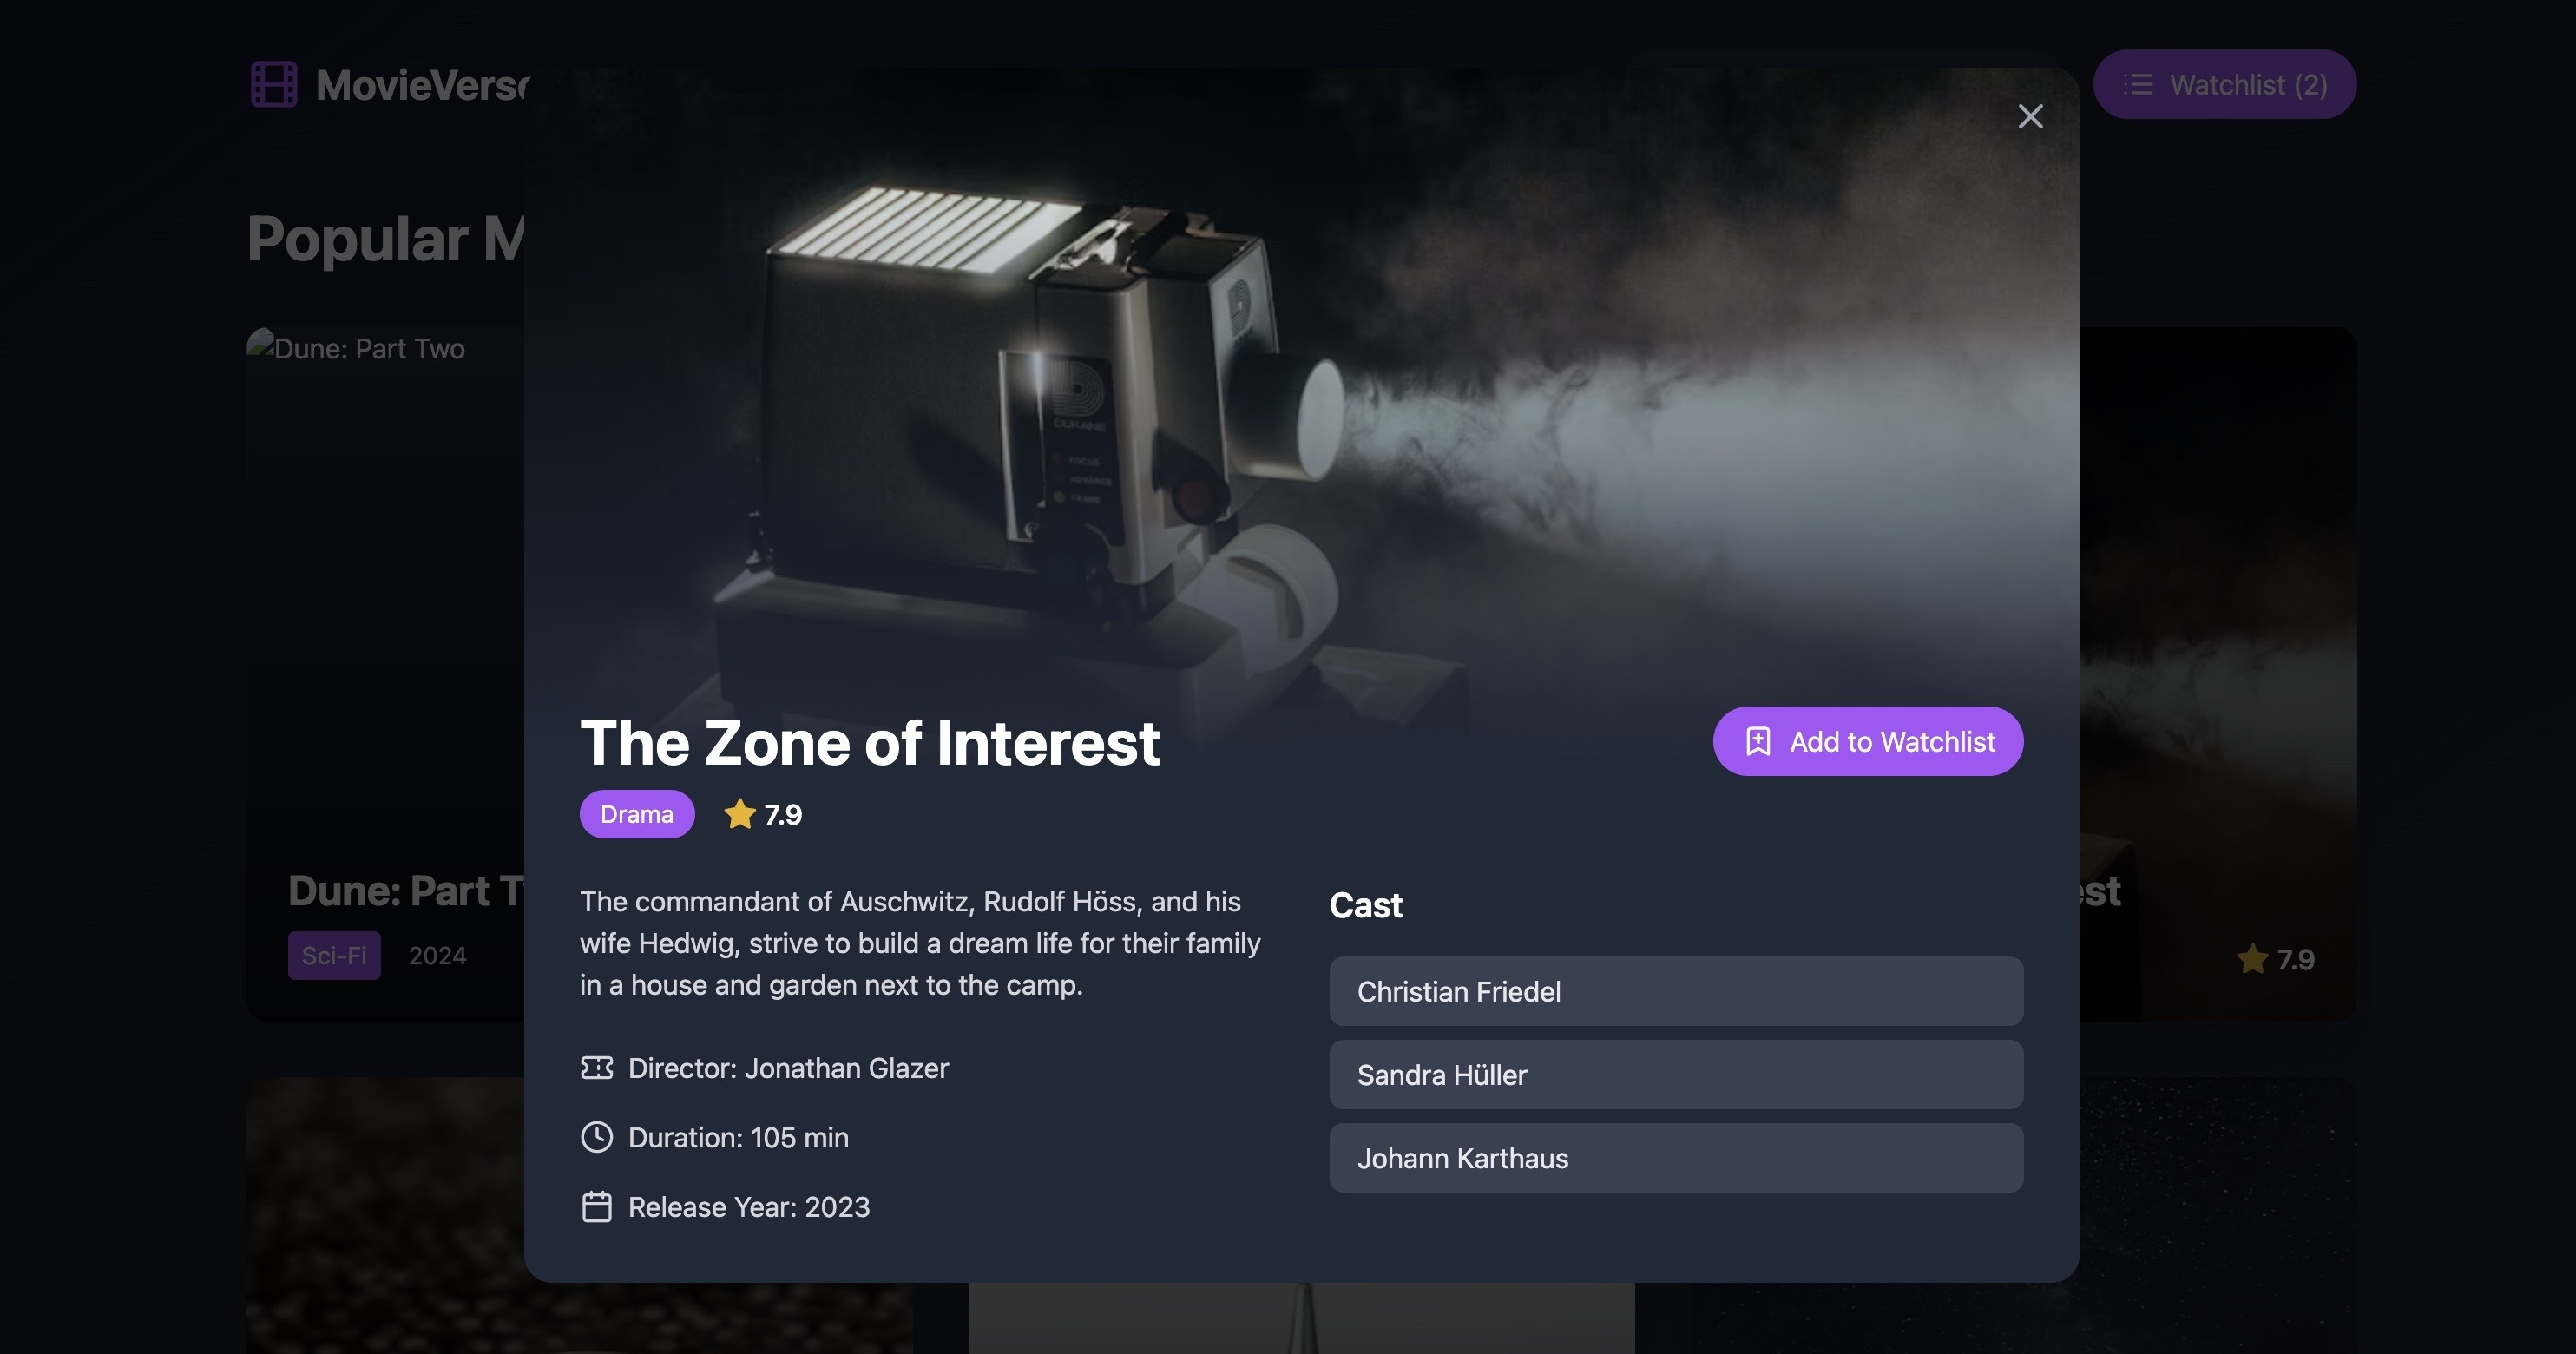 MovieVerse
Watchlist (2)
Popular M
Dune: Part Two
DUKANE
FOCUS
ADVANCE
FRAME
The Zone of Interest
Add to Watchlist
Drama
7.9
The commandant of Auschwitz, Rudolf Höss, and his
wife Hedwig, strive to build a dream life for their family
in a house and garden next to the camp.
Cast
Christian Friedel
Sandra Hüller
Johann Karthaus
Director: Jonathan Glazer
Duration: 105 min
Release Year: 2023
Dune: Part T
Sci-Fi
2024
est
7.9